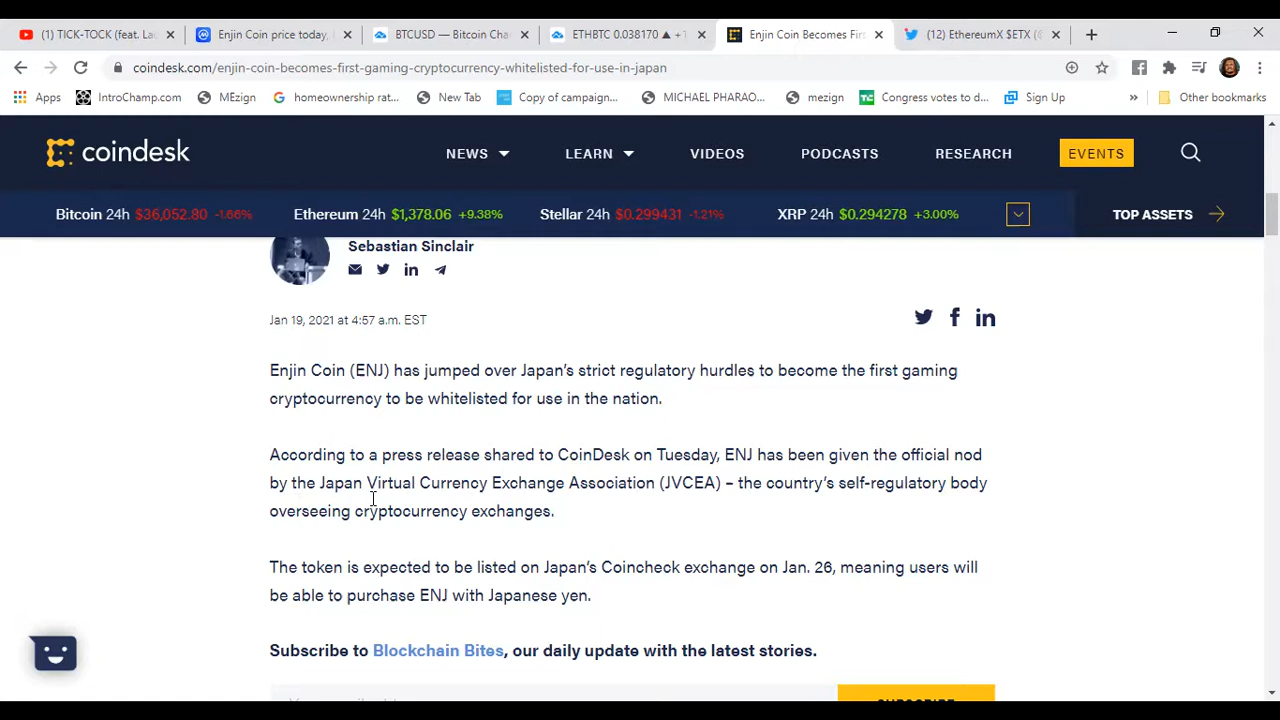 (1) TICK-TOCK (feat. La
Enjin Coin price today,
BTCUSD — Bitcoin Cha
ETHBTC 0.038170 ▲ +1
Enjin Coin Becomes Firs
(12) EthereumX $ETX (
coindesk.com/enjin-coin-becomes-first-gaming-cryptocurrency-whitelisted-for-use-in-japan
Apps IntroChamp.com MEzign homeownership rat... New Tab Copy of campaign... MICHAEL PHARAO... mezign Congress votes to d... Sign Up » Other bookmarks
coindesk NEWS LEARN VIDEOS PODCASTS RESEARCH EVENTS
Bitcoin 24h $36,052.80 -1.66% Ethereum 24h $1,378.06 +9.38% Stellar 24h $0.299431 -1.21% XRP 24h $0.294278 +3.00% TOP ASSETS
Sebastian Sinclair
Jan 19, 2021 at 4:57 a.m. EST
Enjin Coin (ENJ) has jumped over Japan's strict regulatory hurdles to become the first gaming
cryptocurrency to be whitelisted for use in the nation.
According to a press release shared to CoinDesk on Tuesday, ENJ has been given the official nod
by the Japan Virtual Currency Exchange Association (JVCEA) – the country's self-regulatory body
overseeing cryptocurrency exchanges.
The token is expected to be listed on Japan's Coincheck exchange on Jan. 26, meaning users will
be able to purchase ENJ with Japanese yen.
Subscribe to Blockchain Bites, our daily update with the latest stories.